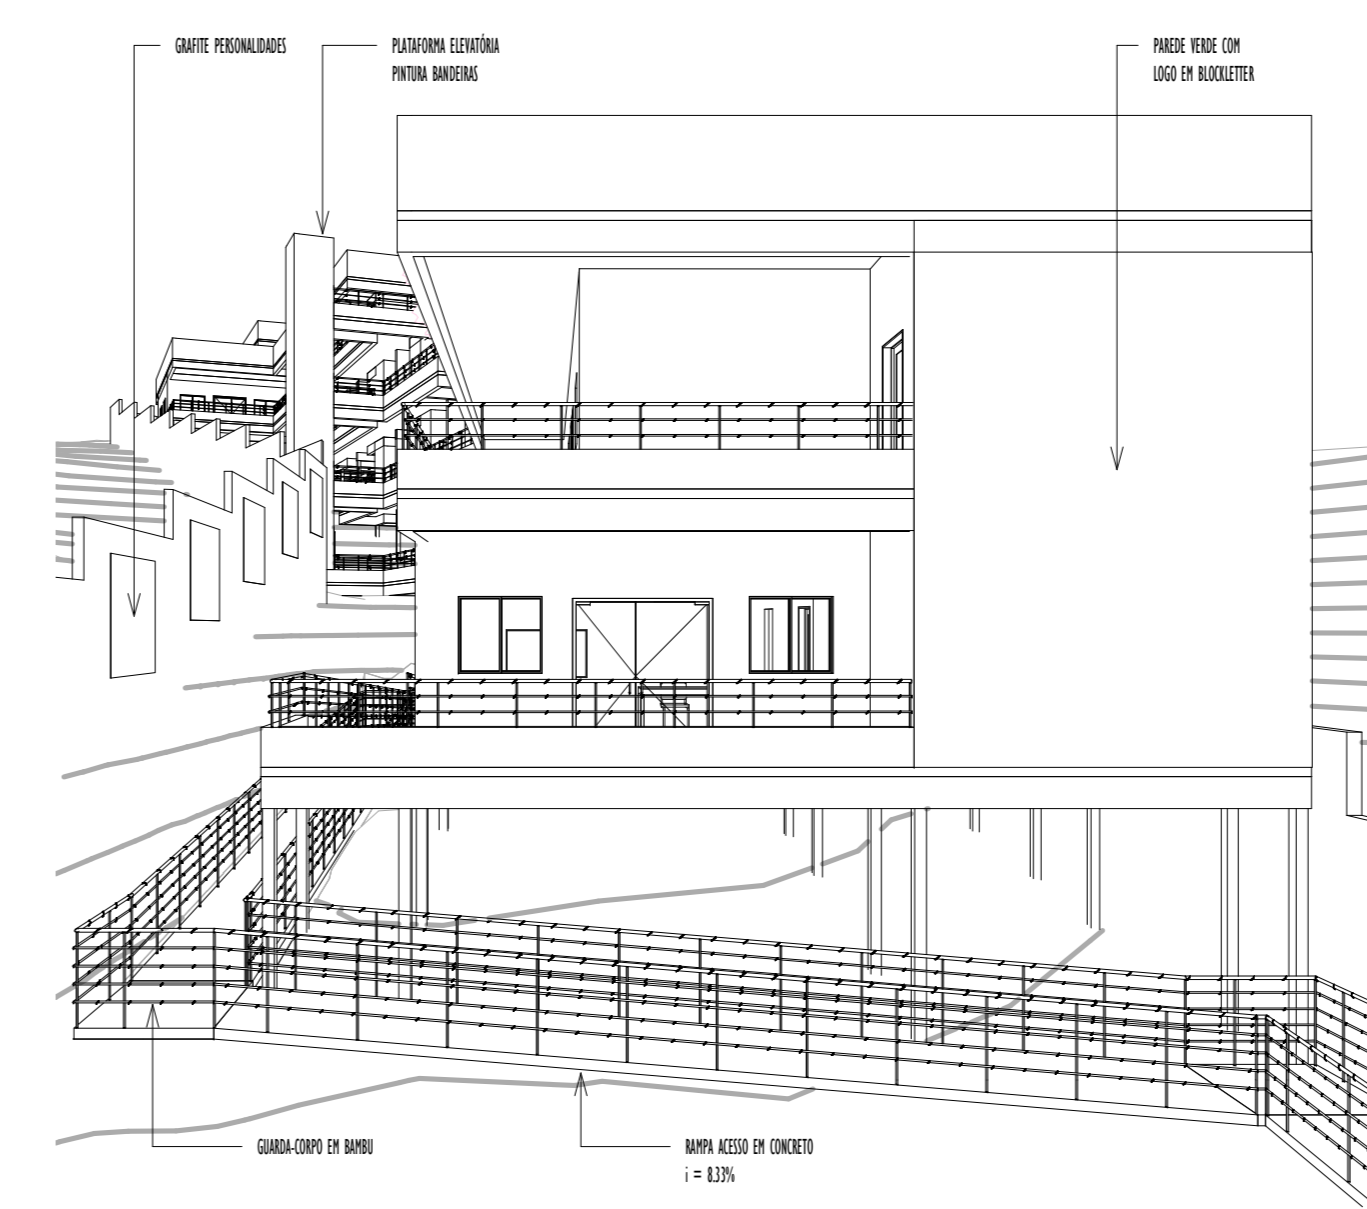 GRAFITE PERSONALIDADES
PLATAFORMA ELEVATÓRIA
PINTURA BANDEIRAS
PAREDE VERDE COM
LOGO EM BLOCKLETTER
GUARDA-CORPO EM BAMBU
RAMPA ACESSO EM CONCRETO
i = 8.33%